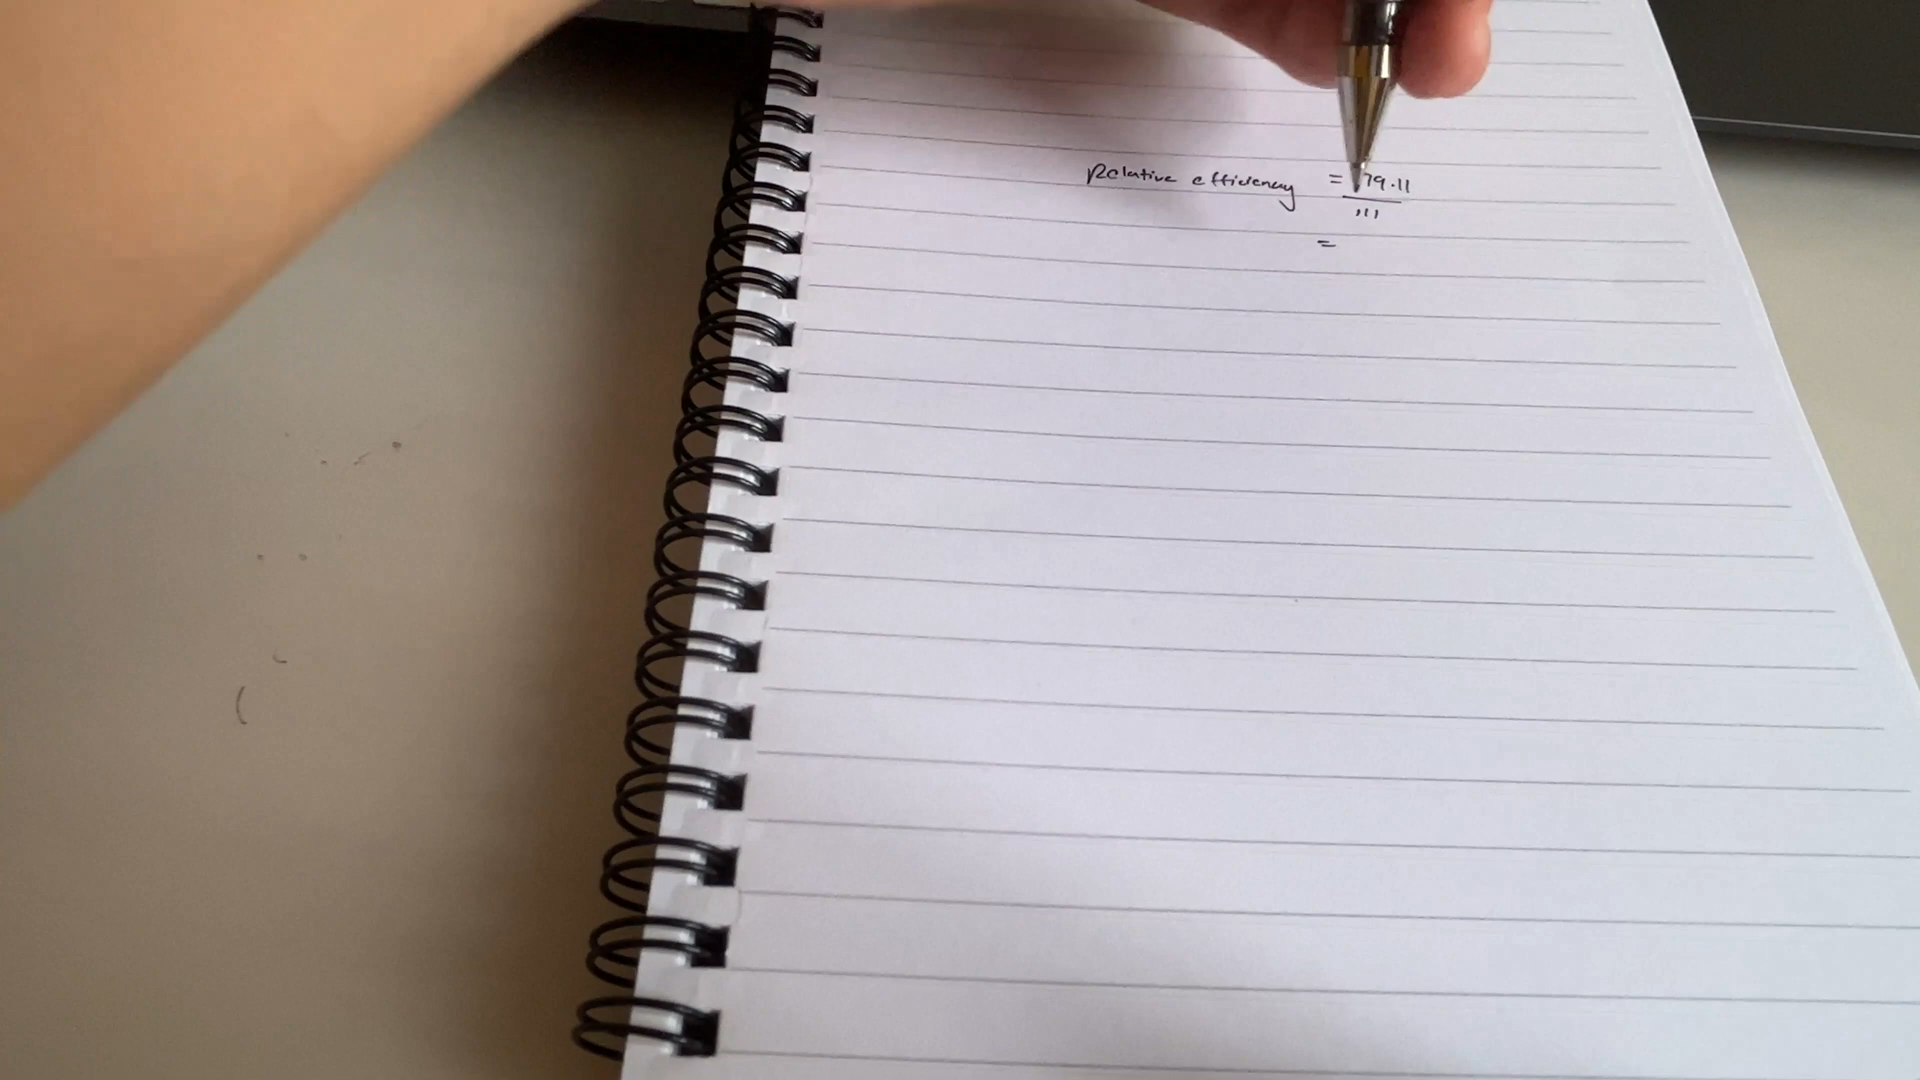 Relative efficiency = 79.11
111
=